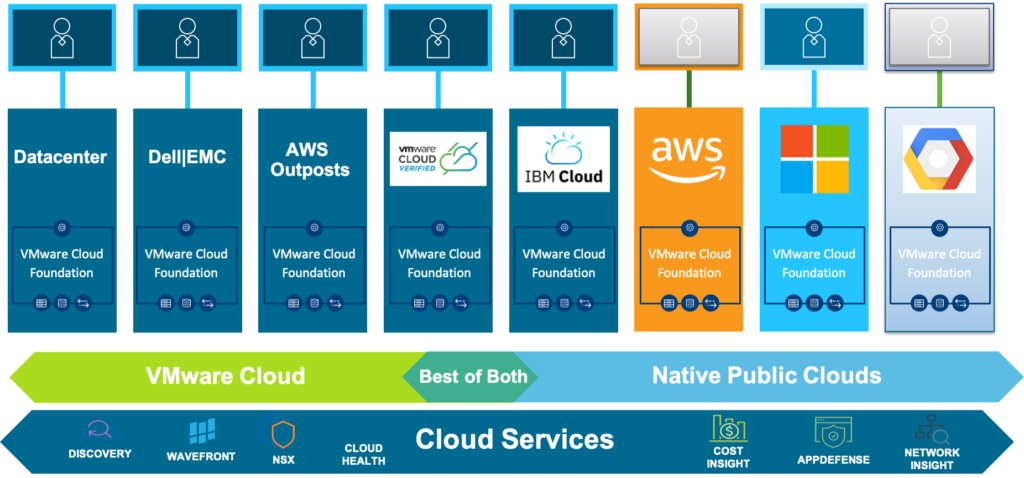 Datacenter
Dell|EMC
AWS
Outposts
vmware
CLOUD
VERIFIED
IBM Cloud
aws
VMware Cloud
Foundation
VMware Cloud
Foundation
VMware Cloud
Foundation
VMware Cloud
Foundation
VMware Cloud
Foundation
VMware Cloud
Foundation
VMware Cloud
Foundation
VMware Cloud
Foundation
VMware Cloud
Best of Both
Native Public Clouds
DISCOVERY
WAVEFRONT
NSX
CLOUD
HEALTH
Cloud Services
COST
INSIGHT
APPDEFENSE
NETWORK
INSIGHT